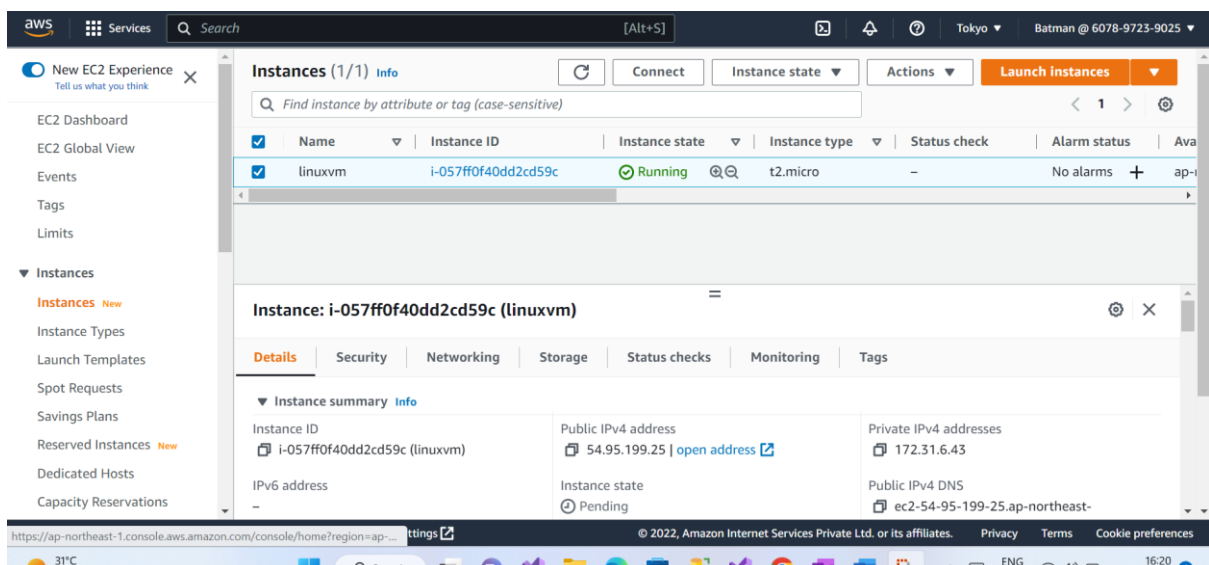 aws Services Search [Alt+S] Tokyo ▼ Batman @ 6078-9723-9025 ▼
New EC2 Experience
Tell us what you think
EC2 Dashboard
EC2 Global View
Events
Tags
Limits
Instances
Instances New
Instance Types
Launch Templates
Spot Requests
Savings Plans
Reserved Instances New
Dedicated Hosts
Capacity Reservations
Instances (1/1) Info Connect Instance state ▼ Actions ▼ Launch instances ▼
Find instance by attribute or tag (case-sensitive) < 1 >
Name Instance ID Instance state Instance type Status check Alarm status Ava
linuxvm i-057ff0f40dd2cd59c Running t2.micro – No alarms + ap-
Instance: i-057ff0f40dd2cd59c (linuxvm)
Details Security Networking Storage Status checks Monitoring Tags
Instance summary Info
Instance ID Public IPv4 address Private IPv4 addresses
i-057ff0f40dd2cd59c (linuxvm) 54.95.199.25 | open address 172.31.6.43
IPv6 address Instance state Public IPv4 DNS
– Pending ec2-54-95-199-25.ap-northeast-
https://ap-northeast-1.console.aws.amazon.com/console/home?region=ap-... ttings © 2022, Amazon Internet Services Private Ltd. or its affiliates. Privacy Terms Cookie preferences
31°C ENG 16:20